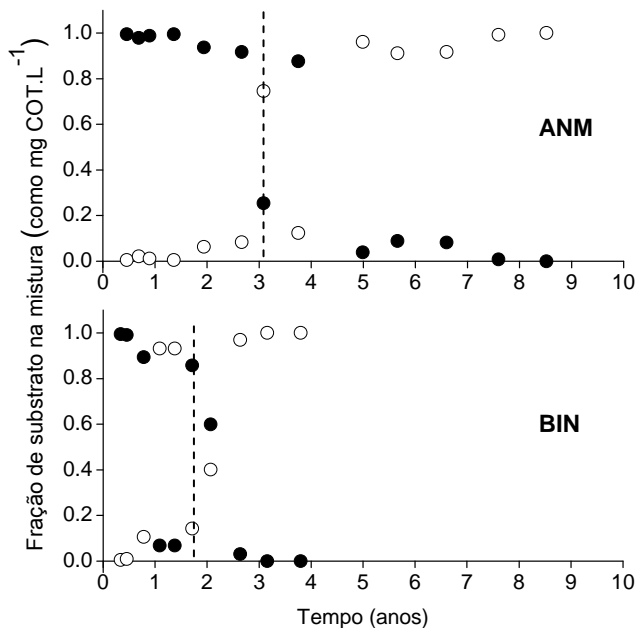 Fração de substrato na mistura (como mg COT.L⁻¹)
1.0
0.8
0.6
0.4
0.2
0.0
ANM
0 1 2 3 4 5 6 7 8 9 10
1.0
0.8
0.6
0.4
0.2
0.0
BIN
0 1 2 3 4 5 6 7 8 9 10
Tempo (anos)